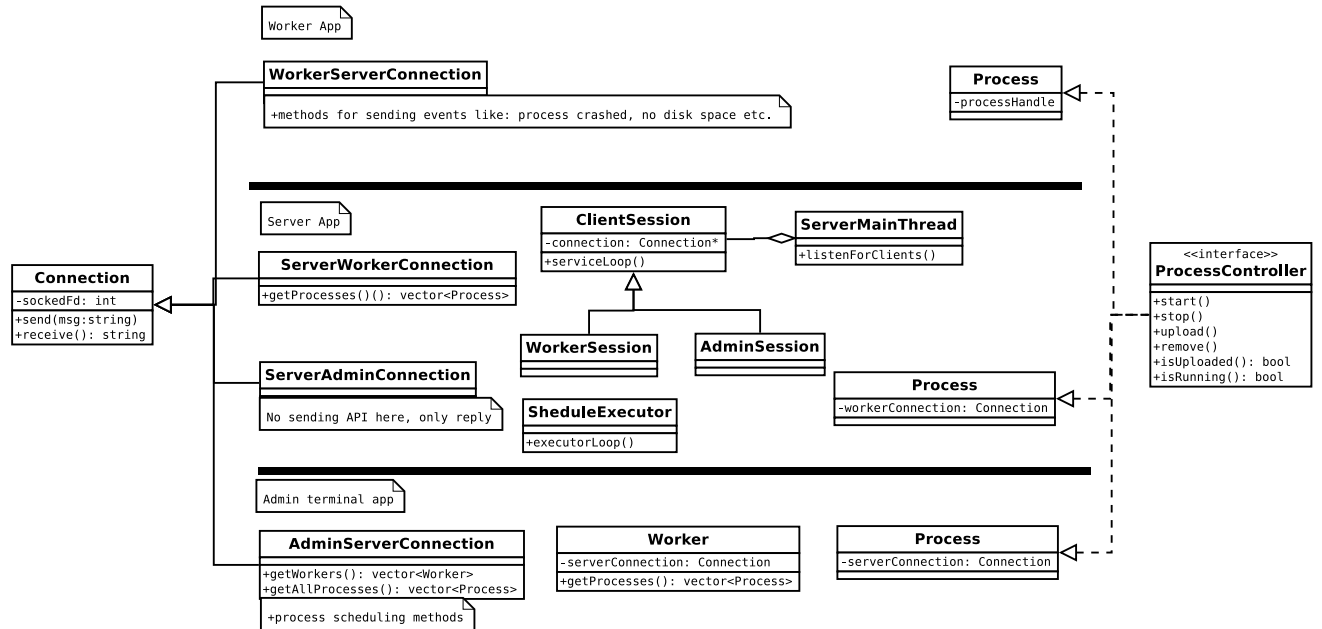 Worker App
WorkerServerConnection
+methods for sending events like: process crashed, no disk space etc.
Process
-processHandle
Server App
ClientSession
-connection: Connection*
+serviceLoop()
ServerMainThread
+listenForClients()
Connection
-sockedFd: int
+send(msg:string)
+receive(): string
ServerWorkerConnection
+getProcesses()(): vector<Process>
<<interface>>
ProcessController
+start()
+stop()
+upload()
+remove()
+isUploaded(): bool
+isRunning(): bool
WorkerSession
AdminSession
ServerAdminConnection
No sending API here, only reply
SheduleExecutor
+executorLoop()
Process
-workerConnection: Connection
Admin terminal app
AdminServerConnection
+getWorkers(): vector<Worker>
+getAllProcesses(): vector<Process>
+process scheduling methods
Worker
-serverConnection: Connection
+getProcesses(): vector<Process>
Process
-serverConnection: Connection